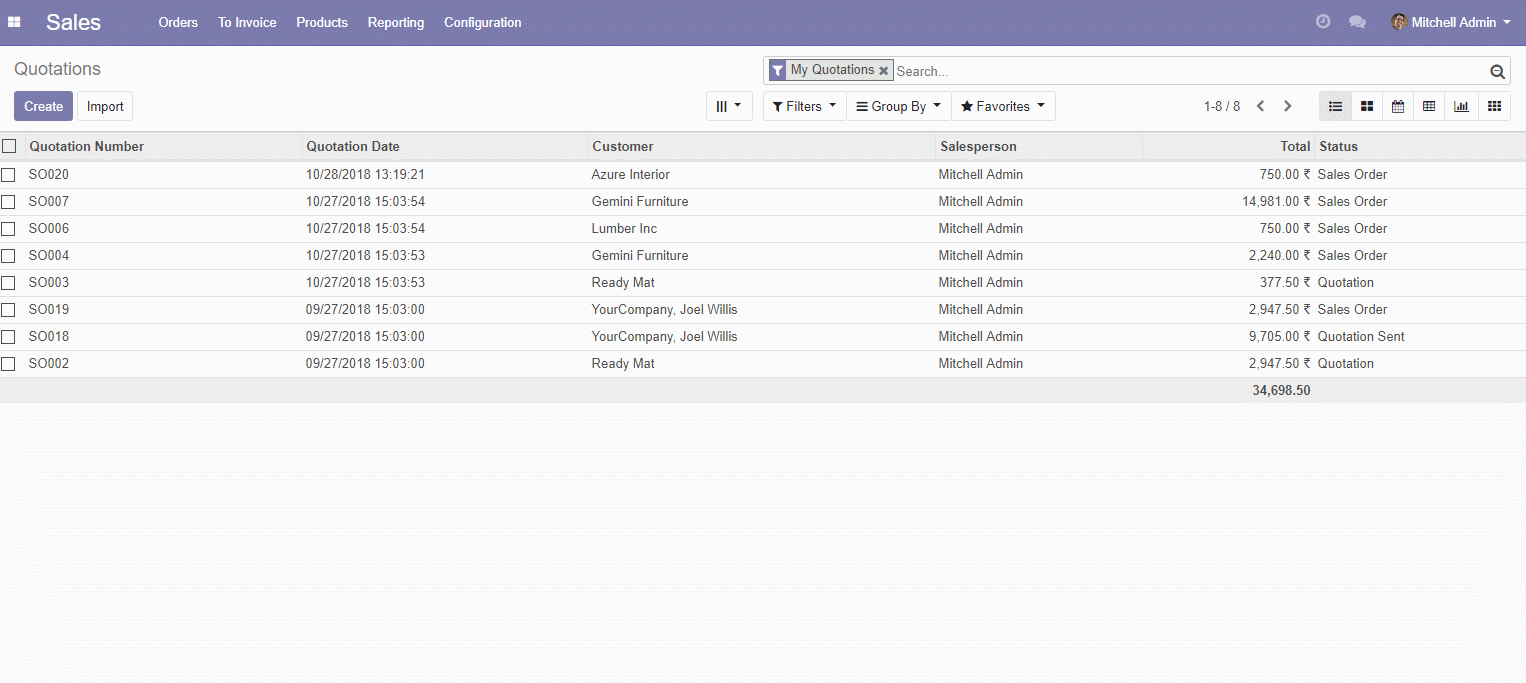 Sales Orders To Invoice Products Reporting Configuration Mitchell Admin
Quotations My Quotations Search...
Create Import Filters Group By Favorites 1-8 / 8
Quotation Number Quotation Date Customer Salesperson Total Status
SO020 10/28/2018 13:19:21 Azure Interior Mitchell Admin 750.00 ₹ Sales Order
SO007 10/27/2018 15:03:54 Gemini Furniture Mitchell Admin 14,981.00 ₹ Sales Order
SO006 10/27/2018 15:03:54 Lumber Inc Mitchell Admin 750.00 ₹ Sales Order
SO004 10/27/2018 15:03:53 Gemini Furniture Mitchell Admin 2,240.00 ₹ Sales Order
SO003 10/27/2018 15:03:53 Ready Mat Mitchell Admin 377.50 ₹ Quotation
SO019 09/27/2018 15:03:00 YourCompany, Joel Willis Mitchell Admin 2,947.50 ₹ Sales Order
SO018 09/27/2018 15:03:00 YourCompany, Joel Willis Mitchell Admin 9,705.00 ₹ Quotation Sent
SO002 09/27/2018 15:03:00 Ready Mat Mitchell Admin 2,947.50 ₹ Quotation
34,698.50